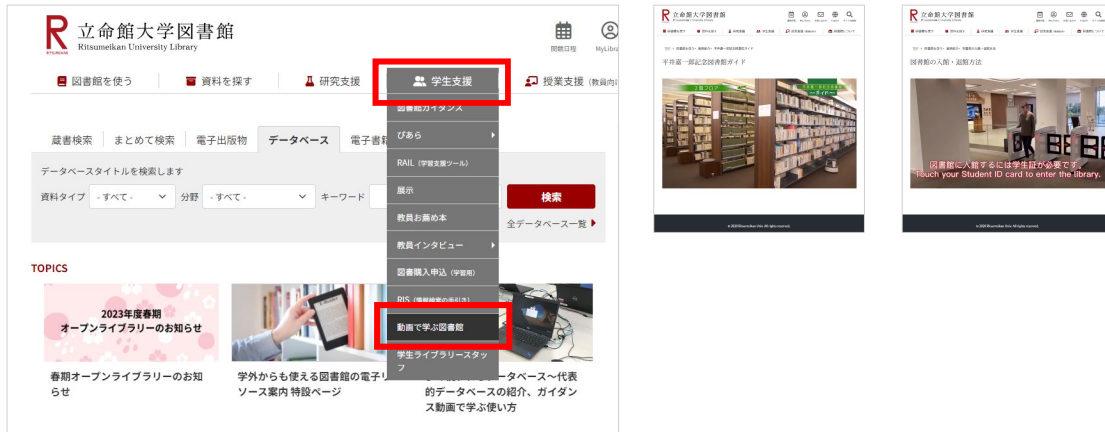 立命館大学図書館
Ritsumeikan University Library
開館日程
図書館を使う
資料を探す
研究支援
学生支援
授業支援
図書館ガイダンス
ぴあら
RAIL (学習支援ツール)
展示
教員お薦め本
教員インタビュー
図書購入申込 (学習用)
動画で学ぶ図書館
学生ライブラリースタッ
フ
蔵書検索
まとめて検索
電子出版物
データベース
電子書
データベースタイトルを検索します
資料タイプ
- すべて -
分野
- すべて -
キーワード
検索
全データベース一覧
TOPICS
2023年度春期
オープンライブラリーのお知らせ
春期オープンライブラリーのお知
らせ
学外からも使える図書館の電子リ
ソース案内 特設ページ
データベース～代表
的データベースの紹介、ガイダン
ス動画で学ぶ使い方
立命館大学図書館
平井嘉一郎記念図書館ガイド
2階フロア
～ガイド～
立命館大学図書館
図書館の入館・退館方法
図書館に入館するには学生証が必要です。
Touch your Student ID card to enter the library.